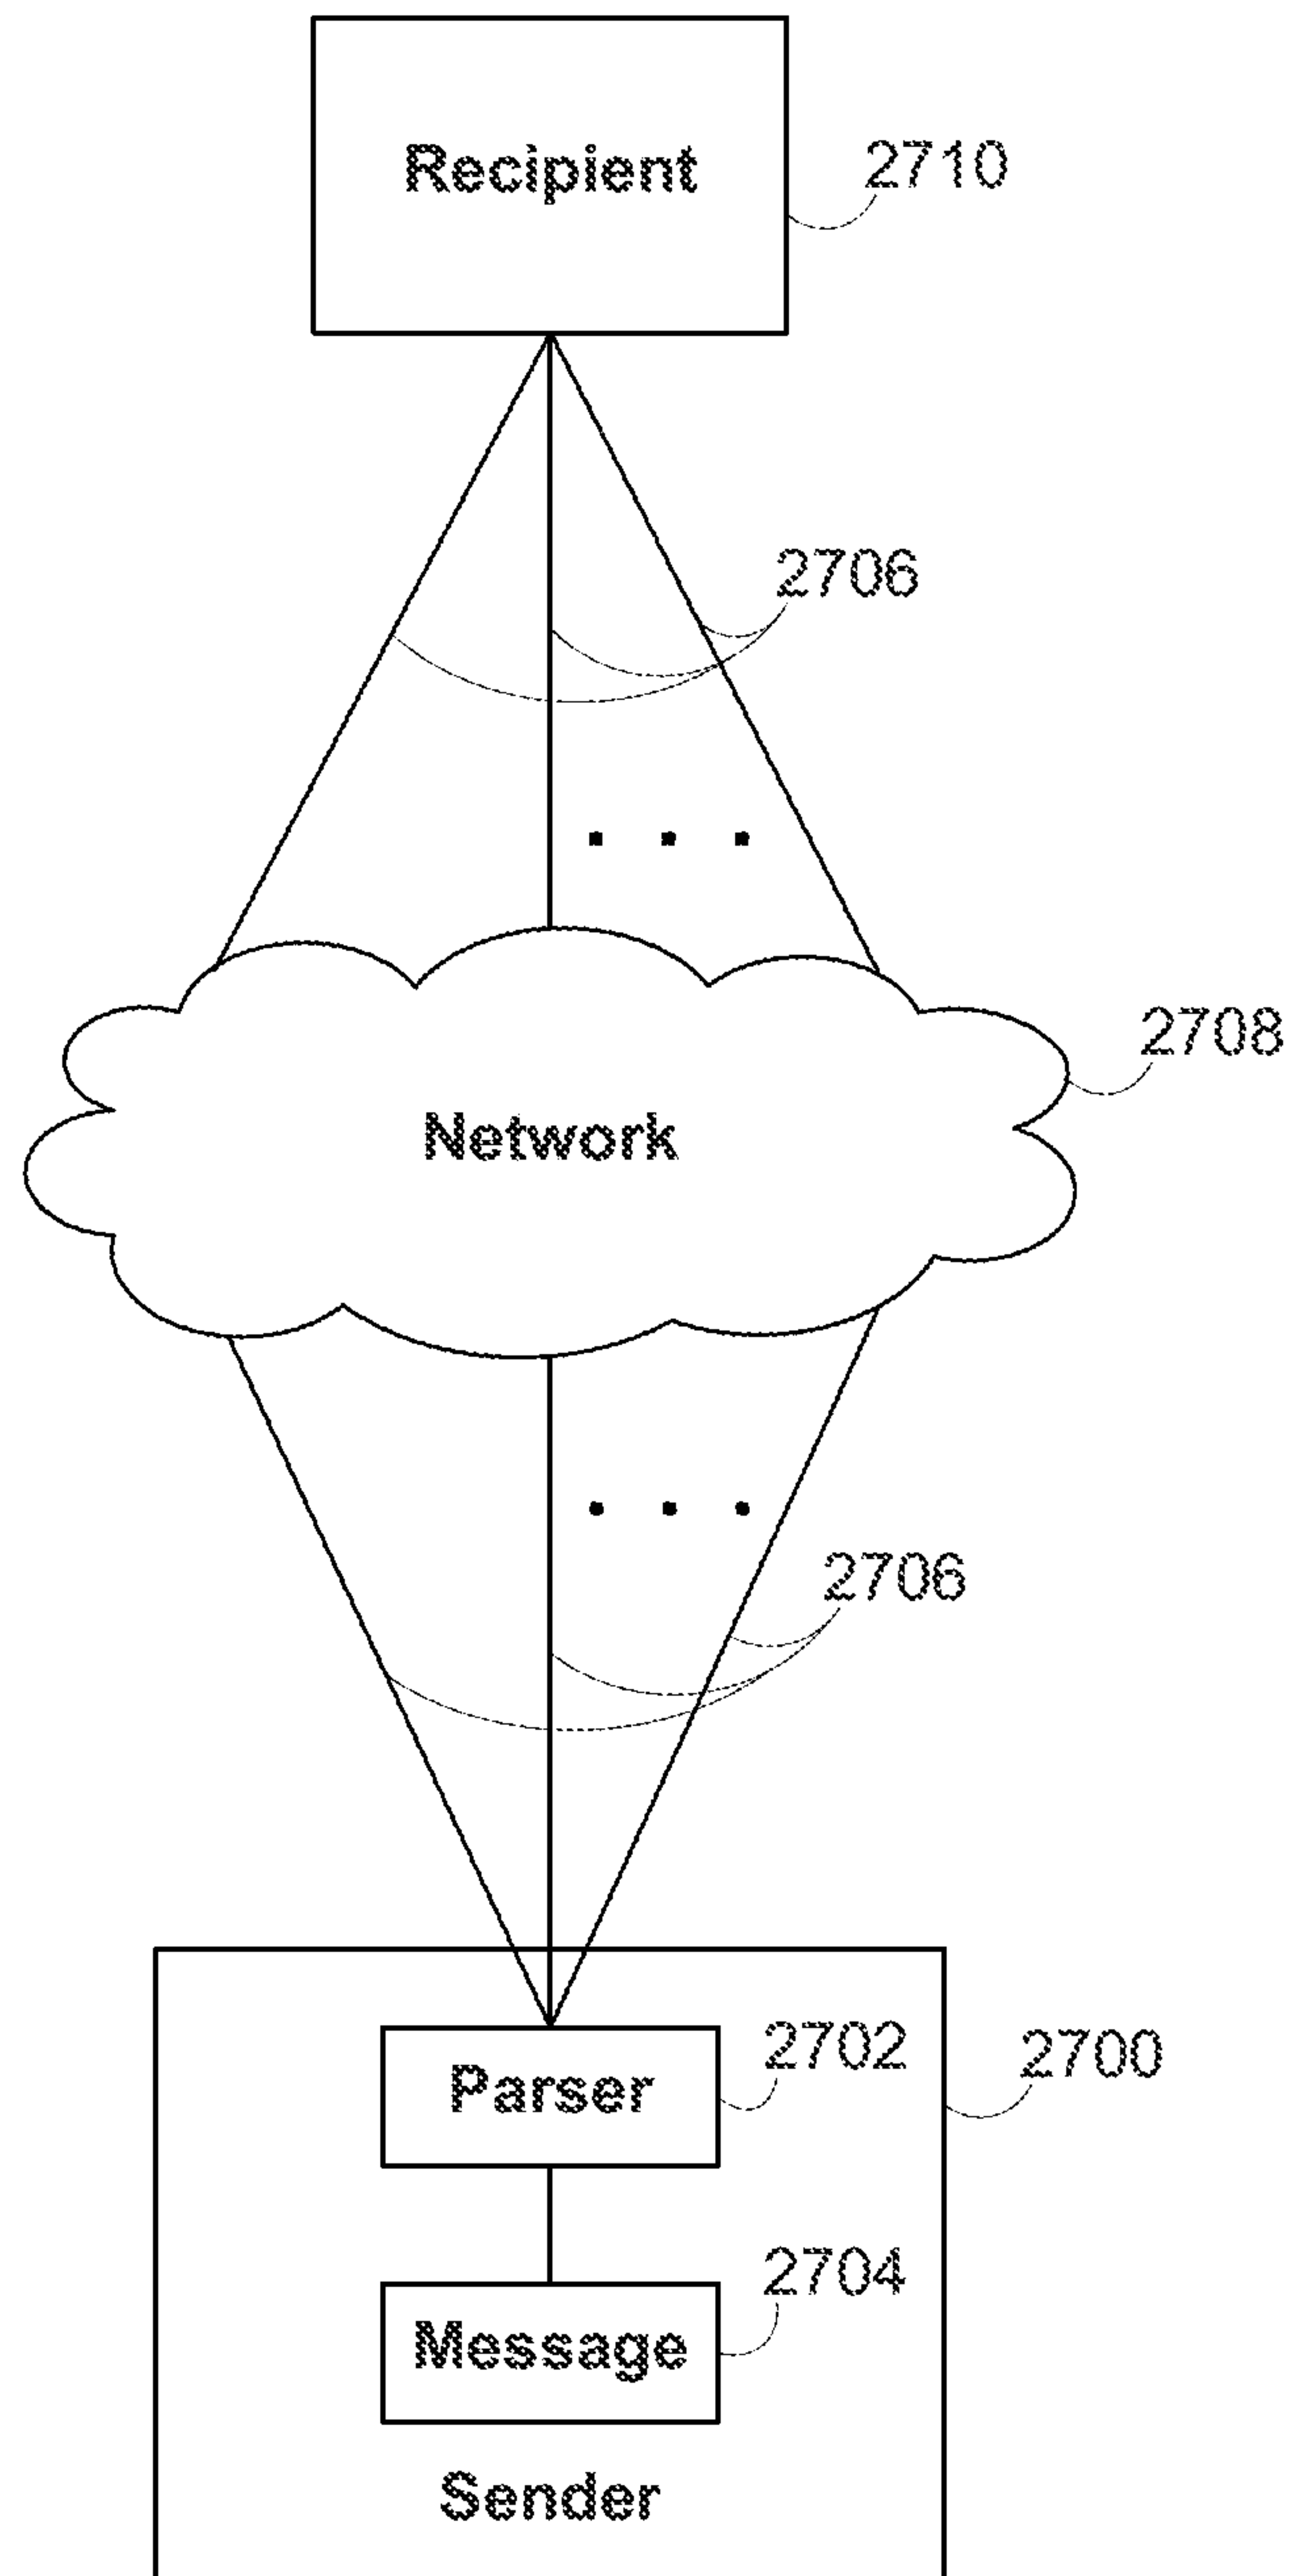 Recipient
2710
2706
. . .
Network
2708
. . .
2706
Parser
2702
2700
Message
2704
Sender